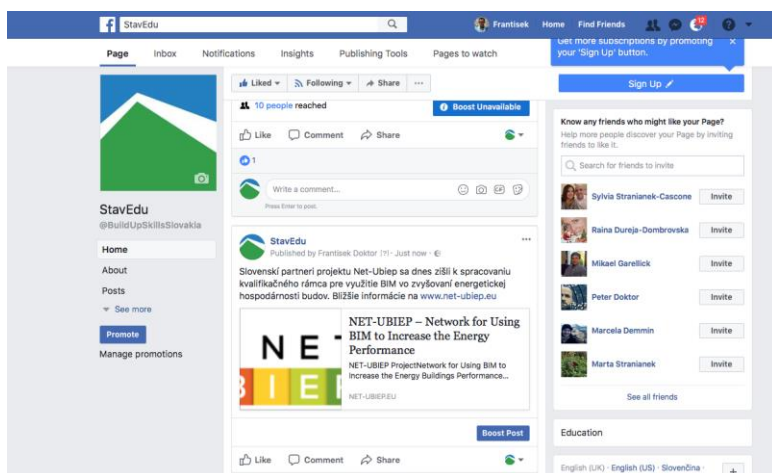 StavEdu
Frantisek Home Find Friends 12
Page Inbox Notifications Insights Publishing Tools Pages to watch
Get more subscriptions by promoting
your 'Sign Up' button.
Sign Up
Liked Following Share
10 people reached
Boost Unavailable
Like Comment Share
1
Write a comment...
Press Enter to post.
StavEdu
@BuildUpSkillsSlovakia
Home
About
Posts
See more
Promote
Manage promotions
StavEdu
Published by Frantisek Doktor [?] · Just now ·
Slovenskí partneri projektu Net-Ubiep sa dnes zišli k spracovaniu
kvalifikačného rámca pre využitie BIM vo zvyšovaní energetickej
hospodárnosti budov. Bližšie informácie na www.net-ubiep.eu
NET
BIEP
NET-UBIEP – Network for Using
BIM to Increase the Energy
Performance
NET-UBIEP ProjectNetwork for Using BIM to
Increase the Energy Buildings Performance...
NET-UBIEP.EU
Boost Post
Like Comment Share
Know any friends who might like your Page?
Help more people discover your Page by inviting
friends to like it.
Search for friends to invite
Sylvia Stranianek-Cascone Invite
Raina Dureja-Dombrovska Invite
Mikael Garellick Invite
Peter Doktor Invite
Marcela Demmin Invite
Marta Stranianek Invite
See all friends
Education
English (UK) · English (US) · Slovenčina ·